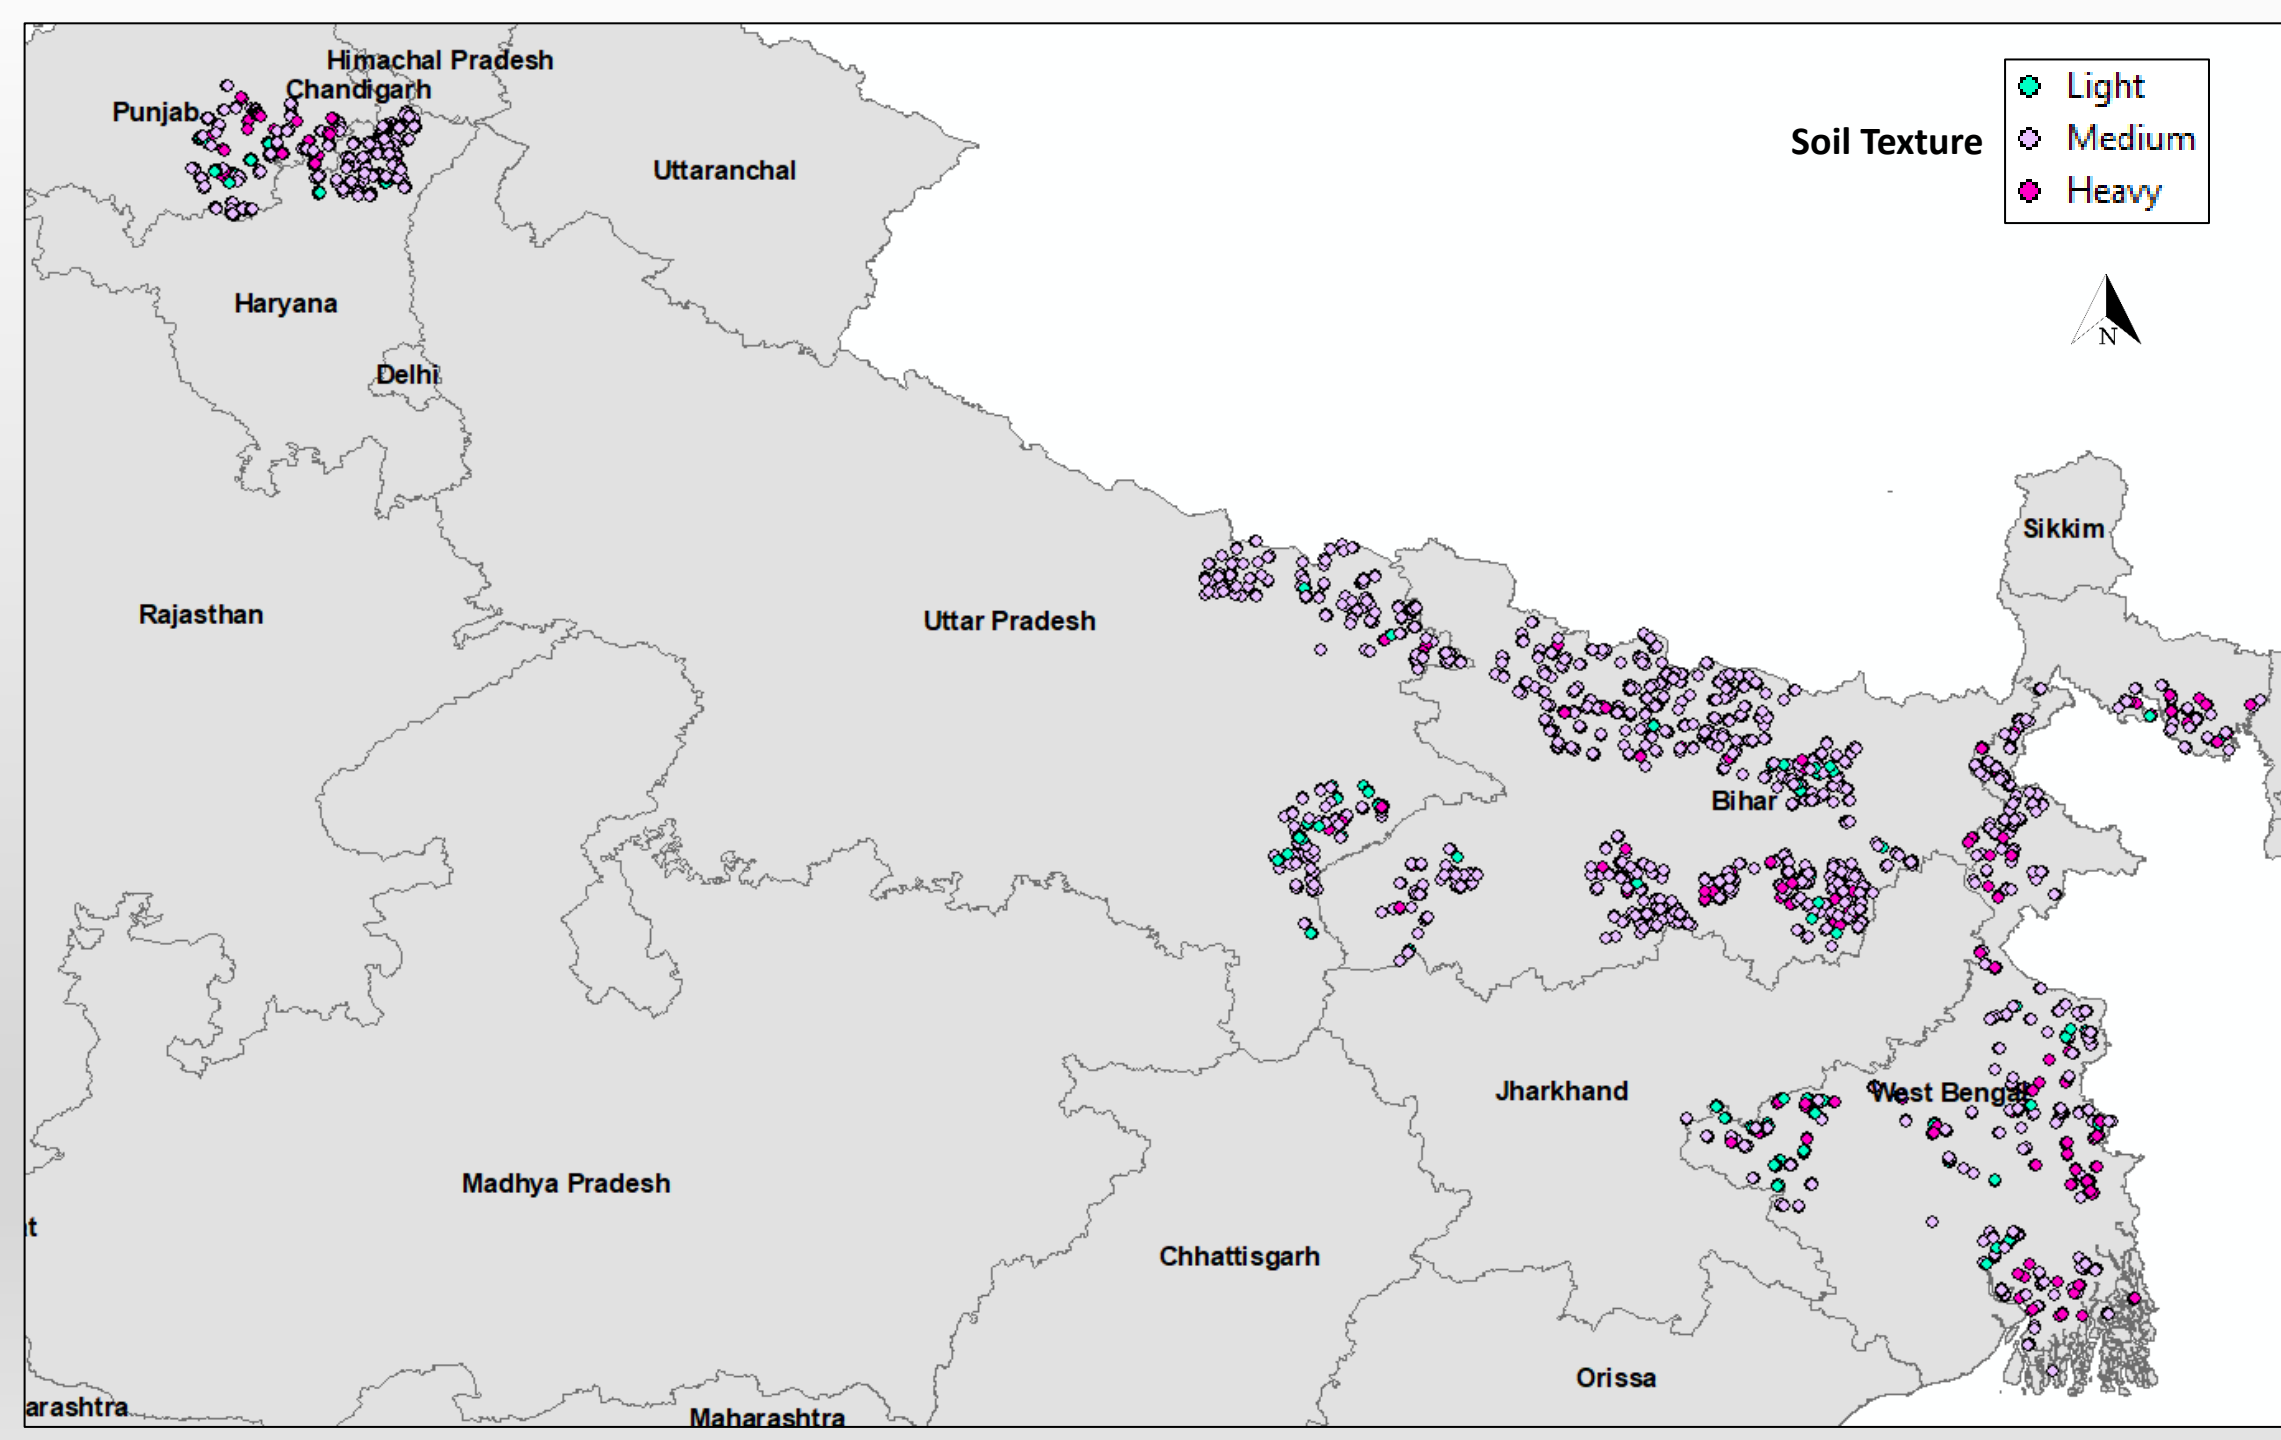 Himachal Pradesh
Chandigarh
Punjab
Uttaranchal
Soil Texture
Light
Medium
Heavy
N
Haryana
Delhi
Sikkim
Rajasthan
Uttar Pradesh
Bihar
Jharkhand
West Bengal
Madhya Pradesh
Chhattisgarh
at
Orissa
arashtra
Maharashtra